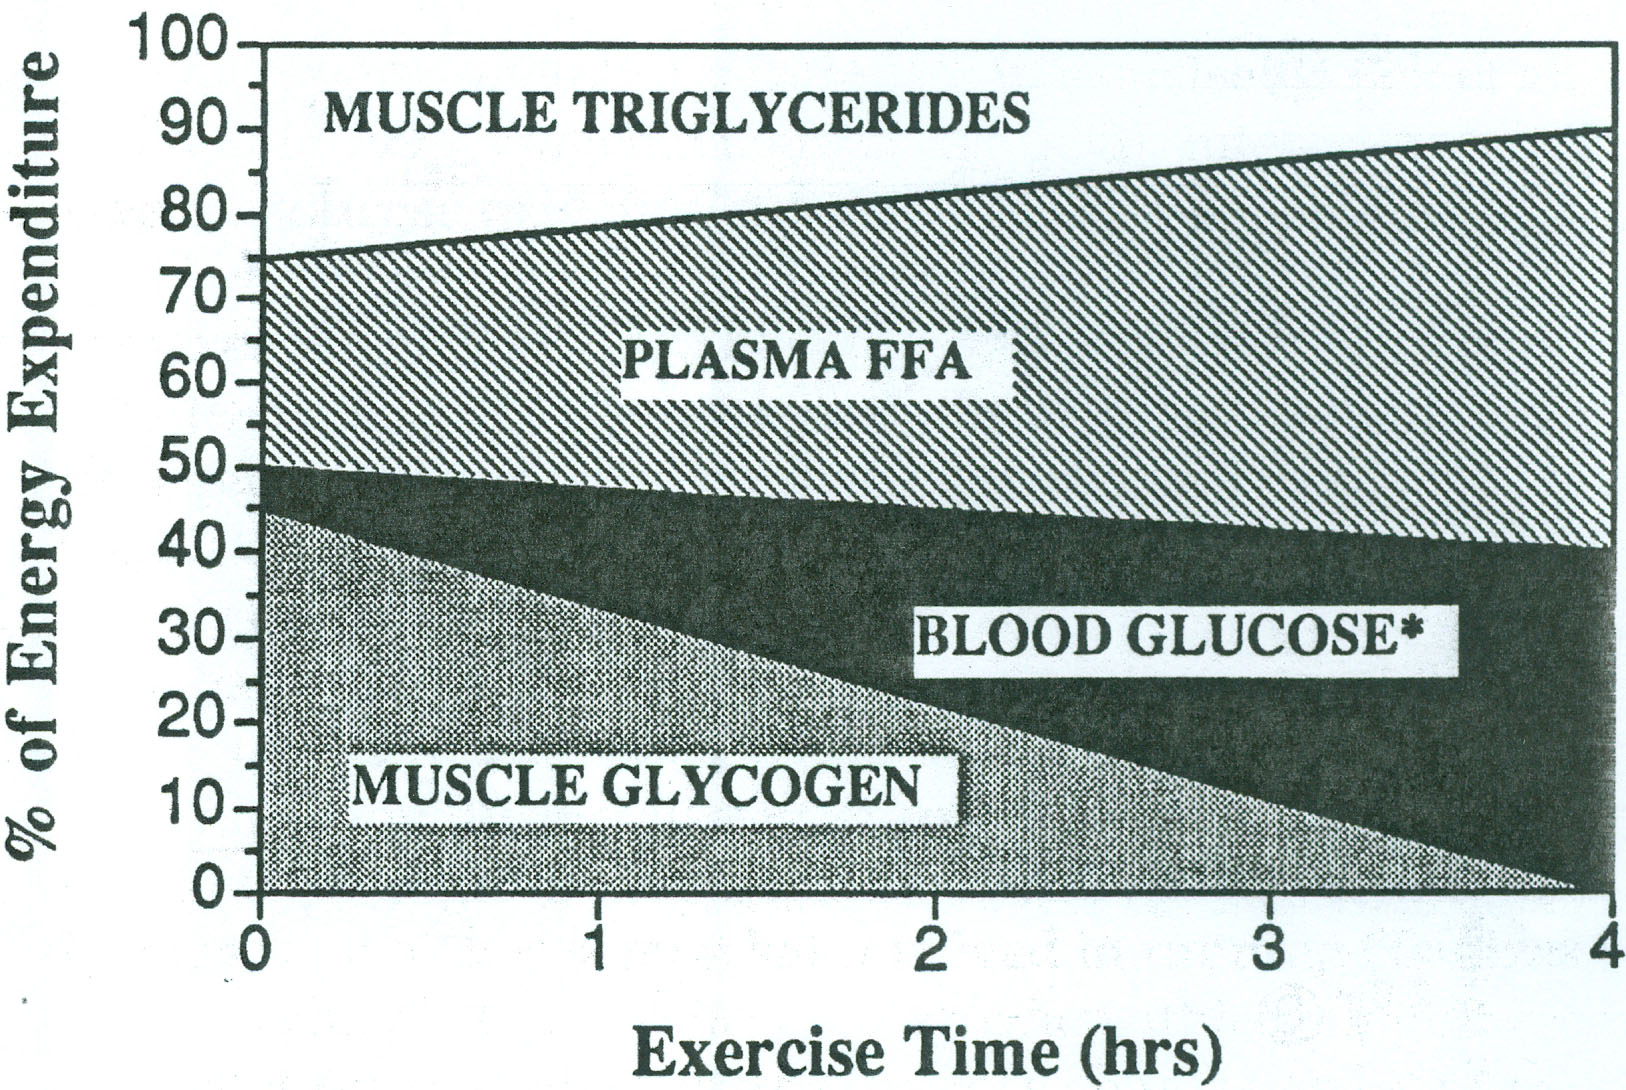 % of Energy Expenditure
100
90
80
70
60
50
40
30
20
10
0
MUSCLE TRIGLYCERIDES
PLASMA FFA
BLOOD GLUCOSE*
MUSCLE GLYCOGEN
0 1 2 3 4
Exercise Time (hrs)